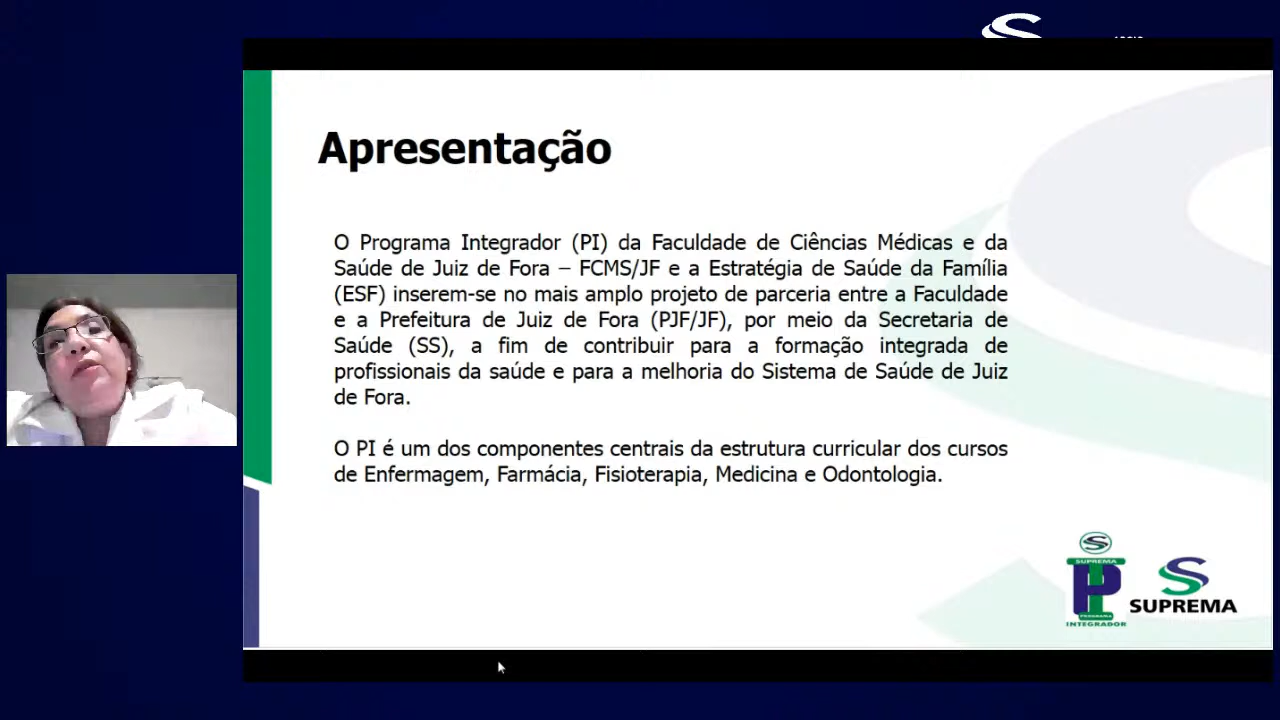 Apresentação
O Programa Integrador (PI) da Faculdade de Ciências Médicas e da
Saúde de Juiz de Fora – FCMS/JF e a Estratégia de Saúde da Família
(ESF) inserem-se no mais amplo projeto de parceria entre a Faculdade
e a Prefeitura de Juiz de Fora (PJF/JF), por meio da Secretaria de
Saúde (SS), a fim de contribuir para a formação integrada de
profissionais da saúde e para a melhoria do Sistema de Saúde de Juiz
de Fora.
O PI é um dos componentes centrais da estrutura curricular dos cursos
de Enfermagem, Farmácia, Fisioterapia, Medicina e Odontologia.
SUPREMA
PI
PROGRAMA
INTEGRADOR
SUPREMA